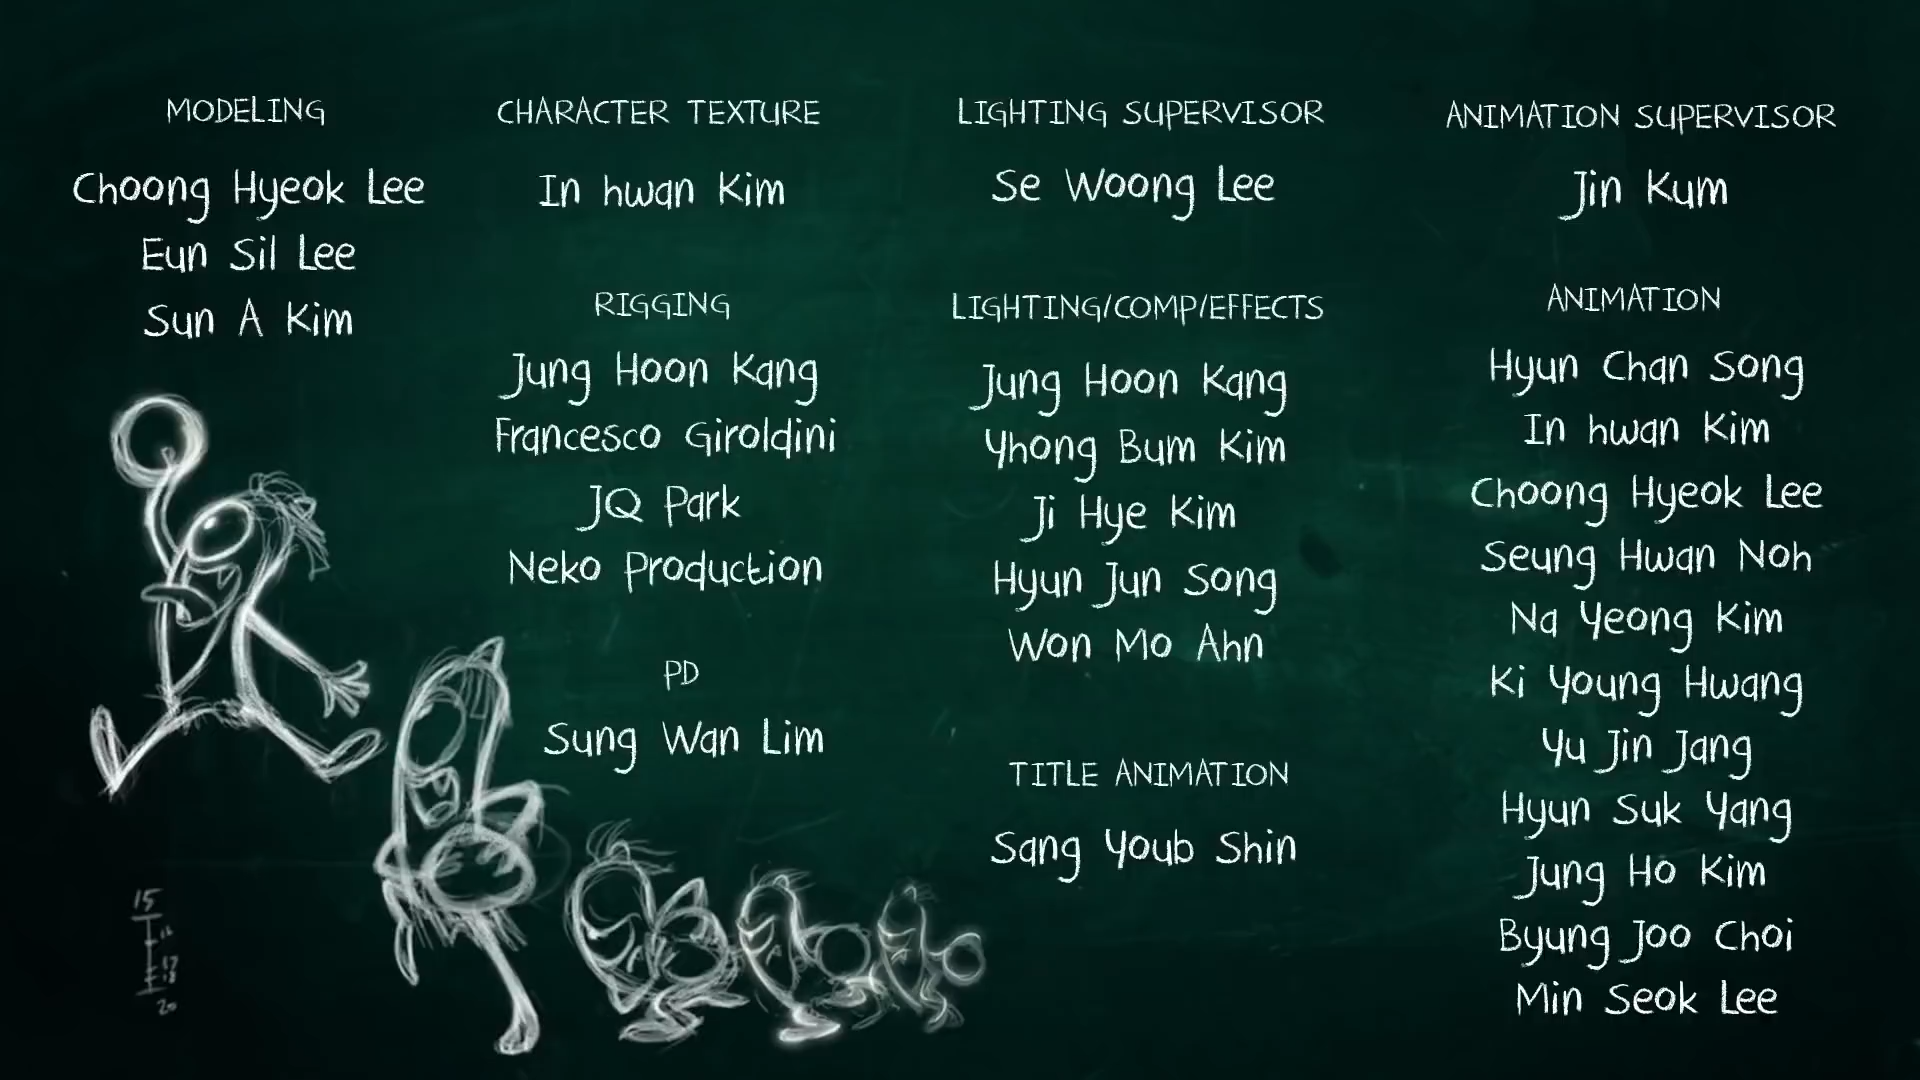 MODELING
Choong Hyeok Lee
Eun Sil Lee
Sun A Kim
CHARACTER TEXTURE
In hwan Kim
RIGGING
Jung Hoon Kang
Francesco Giroldini
JQ Park
Neko Production
PD
Sung Wan Lim
LIGHTING SUPERVISOR
Se Woong Lee
LIGHTING/COMP/EFFECTS
Jung Hoon Kang
Yhong Bum Kim
Ji Hye Kim
Hyun Jun Song
Won Mo Ahn
TITLE ANIMATION
Sang Youb Shin
ANIMATION SUPERVISOR
Jin Kum
ANIMATION
Hyun Chan Song
In hwan Kim
Choong Hyeok Lee
Seung Hwan Noh
Na Yeong Kim
Ki Young Hwang
Yu Jin Jang
Hyun Suk Yang
Jung Ho Kim
Byung Joo Choi
Min Seok Lee
15
17
20